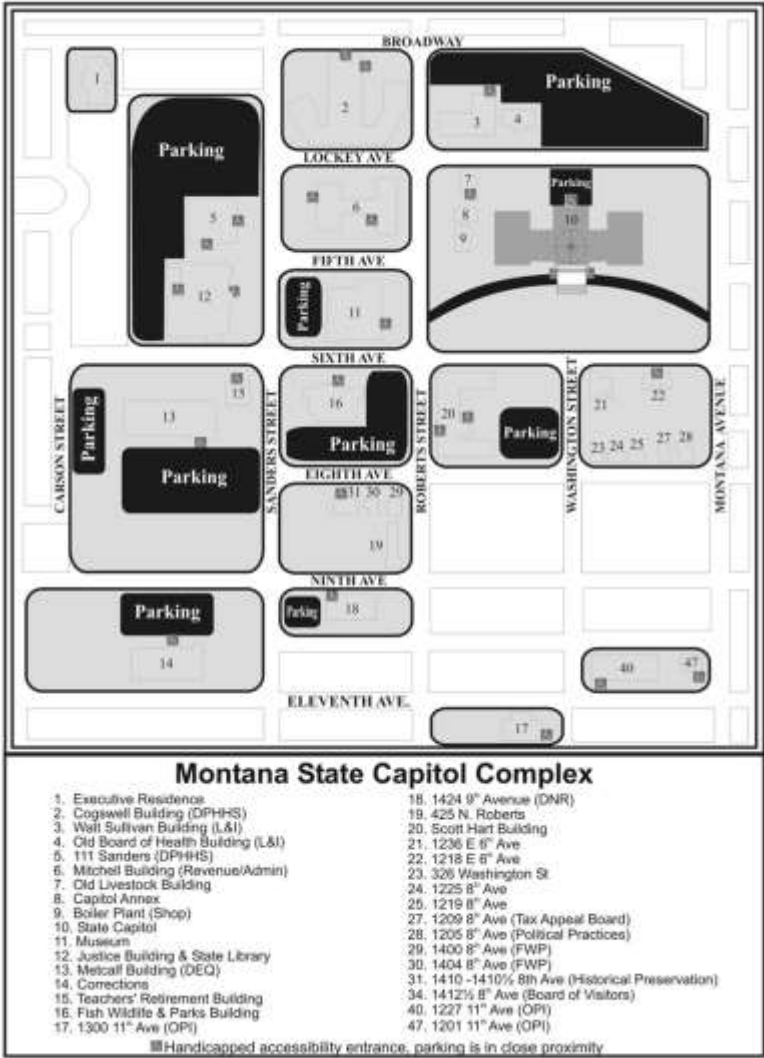 BROADWAY
1
2
Parking
3
4
Parking
LOCKEY AVE
7
Parking
5
6
8
10
9
FIFTH AVE
12
Parking
11
SIXTH AVE
CARSON STREET
SANDERS STREET
ROBERTS STREET
WASHINGTON STREET
MONTANA AVENUE
15
Parking
13
16
21
22
20
Parking
Parking
Parking
23 24 25 27 28
EIGHTH AVE
31 30 29
19
NINTH AVE
Parking
Parking
18
14
40
47
ELEVENTH AVE.
17
Montana State Capitol Complex
1. Executive Residence
2. Cogswell Building (DPHHS)
3. Walt Sullivan Building (L&I)
4. Old Board of Health Building (L&I)
5. 111 Sanders (DPHHS)
6. Mitchell Building (Revenue/Admin)
7. Old Livestock Building
8. Capitol Annex
9. Boiler Plant (Shop)
10. State Capitol
11. Museum
12. Justice Building & State Library
13. Metcalf Building (DEQ)
14. Corrections
15. Teachers' Retirement Building
16. Fish Wildlife & Parks Building
17. 1300 11th Ave (OPI)
18. 1424 9th Avenue (DNR)
19. 425 N. Roberts
20. Scott Hart Building
21. 1236 E 6th Ave
22. 1218 E 6th Ave
23. 326 Washington St
24. 1225 8th Ave
25. 1219 8th Ave
27. 1209 8th Ave (Tax Appeal Board)
28. 1205 8th Ave (Political Practices)
29. 1400 8th Ave (FWP)
30. 1404 8th Ave (FWP)
31. 1410 -1410½ 8th Ave (Historical Preservation)
34. 1412½ 8th Ave (Board of Visitors)
40. 1227 11th Ave (OPI)
47. 1201 11th Ave (OPI)
Handicapped accessibility entrance, parking is in close proximity